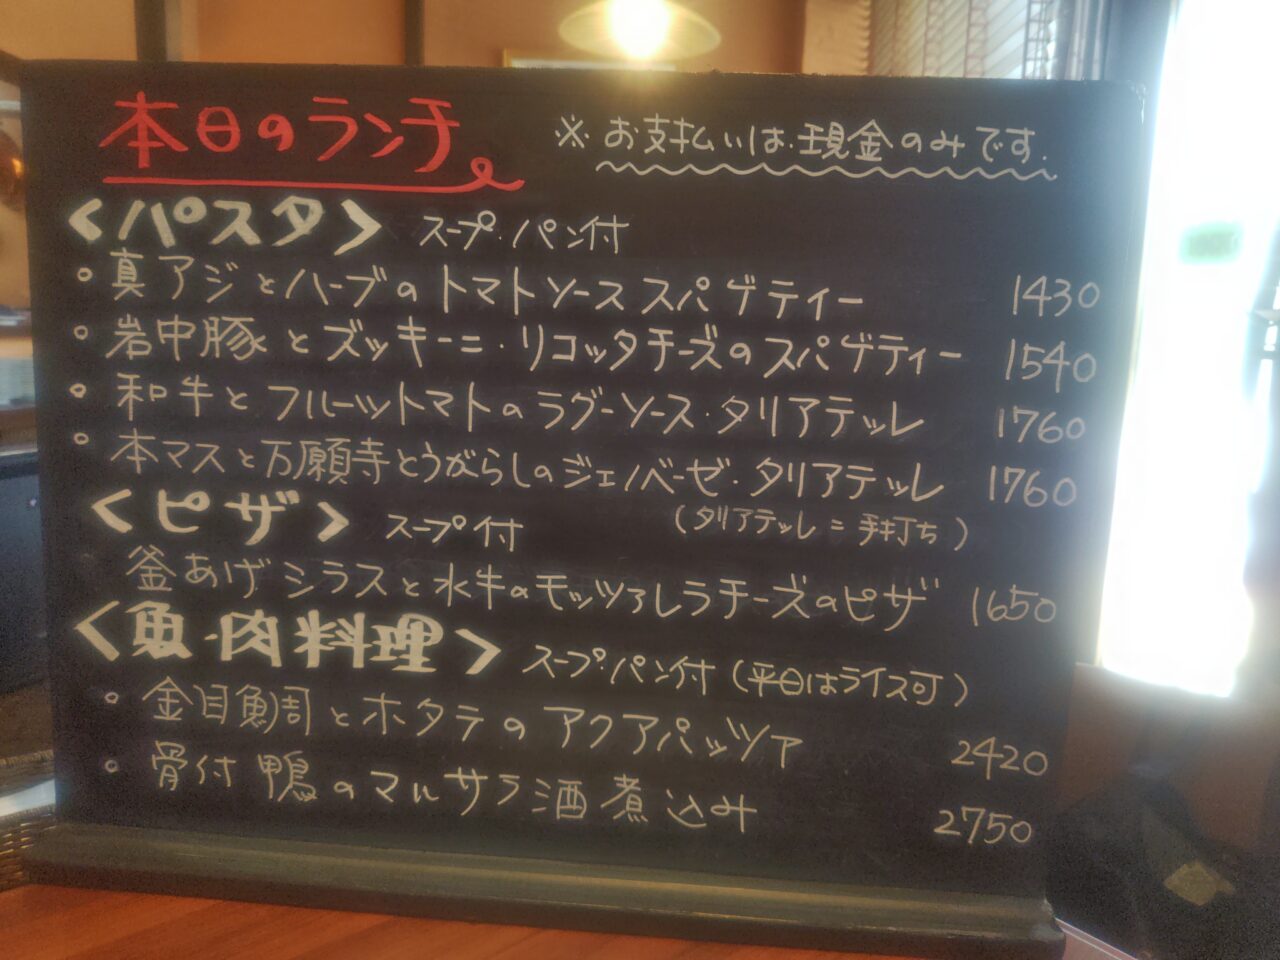 本日のランチ ※お支払いは現金のみです.
〈パスタ〉 スープ・パン付
○ 真アジとハーブのトマトソーススパゲティー 1430
○ 岩中豚とズッキーニ・リコッタチーズのスパゲティー 1540
○ 和牛とフルーツトマトのラグーソース・タリアテッレ 1760
○ 本マスと万願寺とうがらしのジェノベーゼ・タリアテッレ 1760
〈ピザ〉 スープ付 (タリアテッレ=手打ち)
釜あげシラスと水牛のモッツァレラチーズのピザ 1650
〈魚・肉料理〉 スープ・パン付(平日はライス可)
○ 金目鯛とホタテのアクアパッツァ 2420
○ 骨付鴨のマルサラ酒煮込み 2750